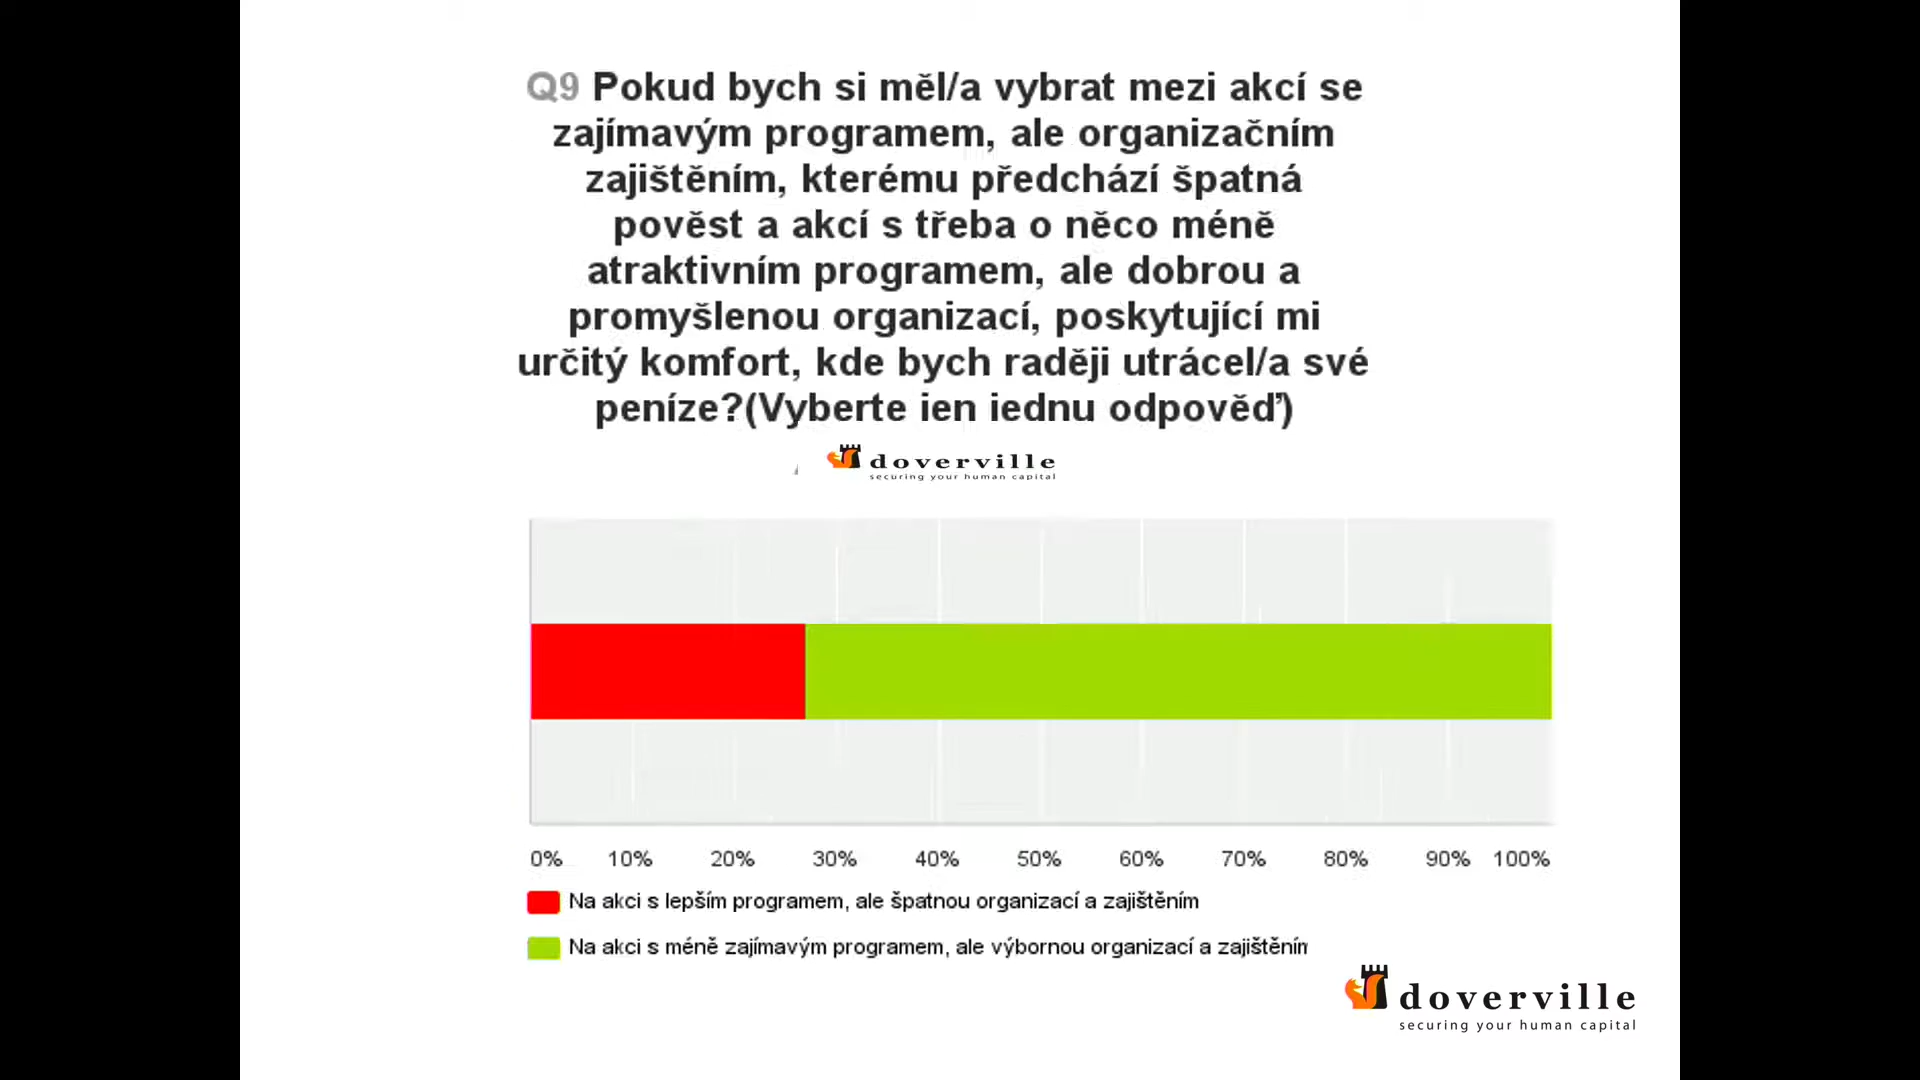 Q9 Pokud bych si měl/a vybrat mezi akcí se
zajímavým programem, ale organizačním
zajištěním, kterému předchází špatná
pověst a akcí s třeba o něco méně
atraktivním programem, ale dobrou a
promyšlenou organizací, poskytující mi
určitý komfort, kde bych raději utrácel/a své
peníze?(Vyberte ien iednu odpověď)
doverville
securing your human capital
0% 10% 20% 30% 40% 50% 60% 70% 80% 90% 100%
Na akci s lepším programem, ale špatnou organizací a zajištěním
Na akci s méně zajímavým programem, ale výbornou organizací a zajištěním
doverville
securing your human capital